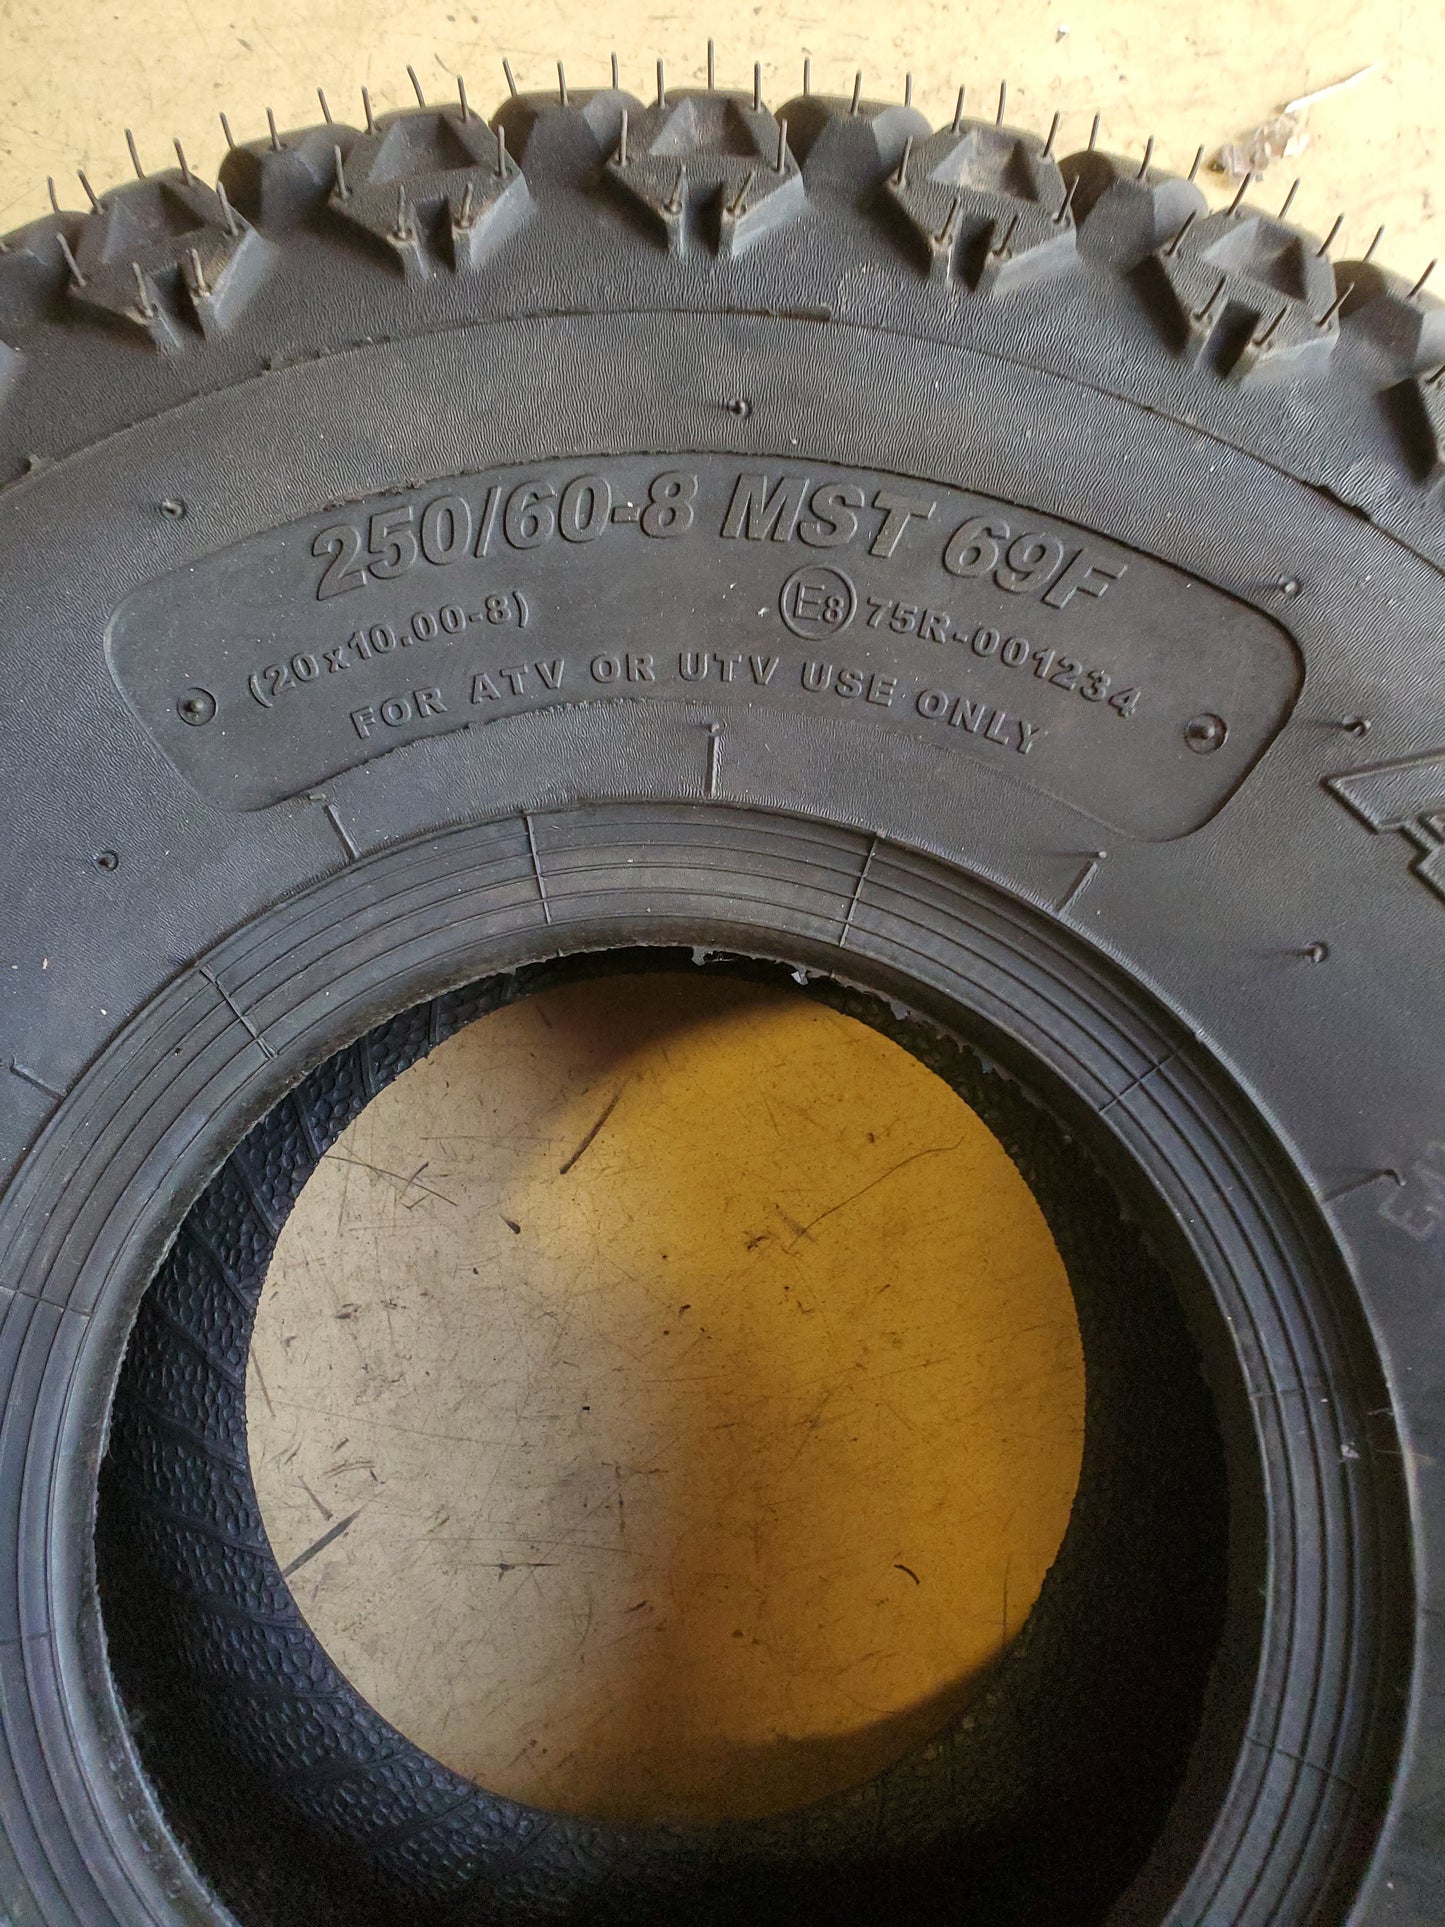 250/60-8 MST 69F
(20x10.00-8) E8 75R-001234
FOR ATV OR UTV USE ONLY